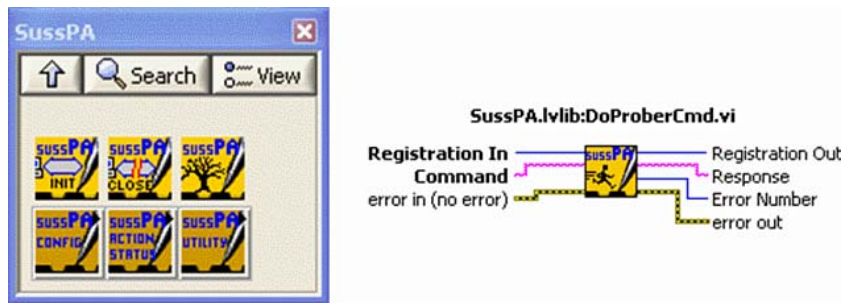 SussPA
Search
View
sussPA
INIT
sussPA
CLOSE
sussPA
SUSSPA
CONFIG
SUSSPA
ACTION
STATUS
SUSSPA
UTILITY
SussPA.lvlib:DoProberCmd.vi
Registration In
Command
error in (no error)
sussPA
Registration Out
Response
Error Number
error out